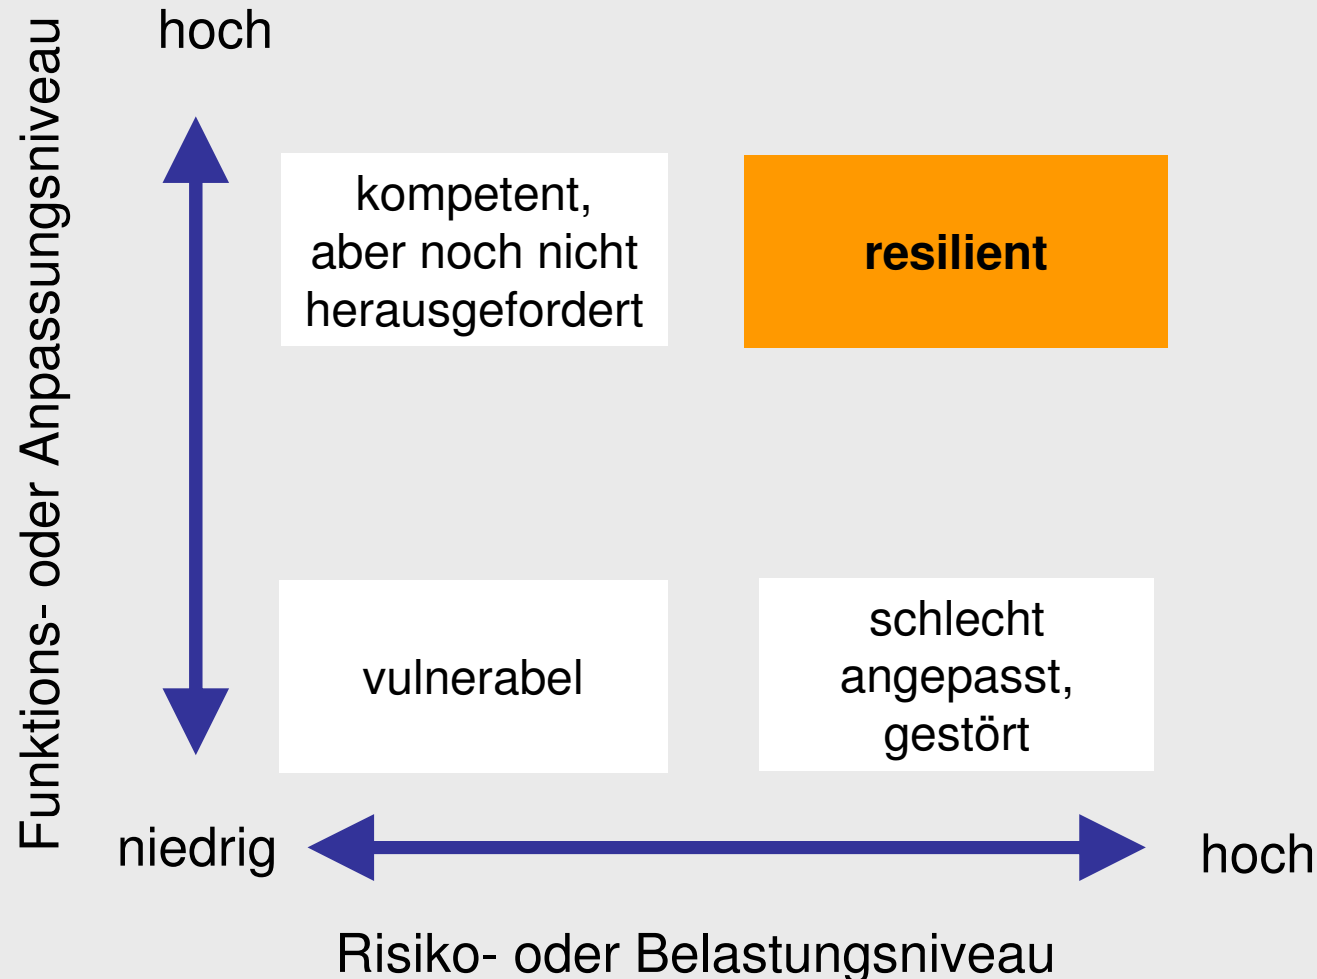 Funktions- oder Anpassungsniveau
hoch
kompetent,
aber noch nicht
herausgefordert
resilient
vulnerabel
schlecht
angepasst,
gestört
niedrig
hoch
Risiko- oder Belastungsniveau